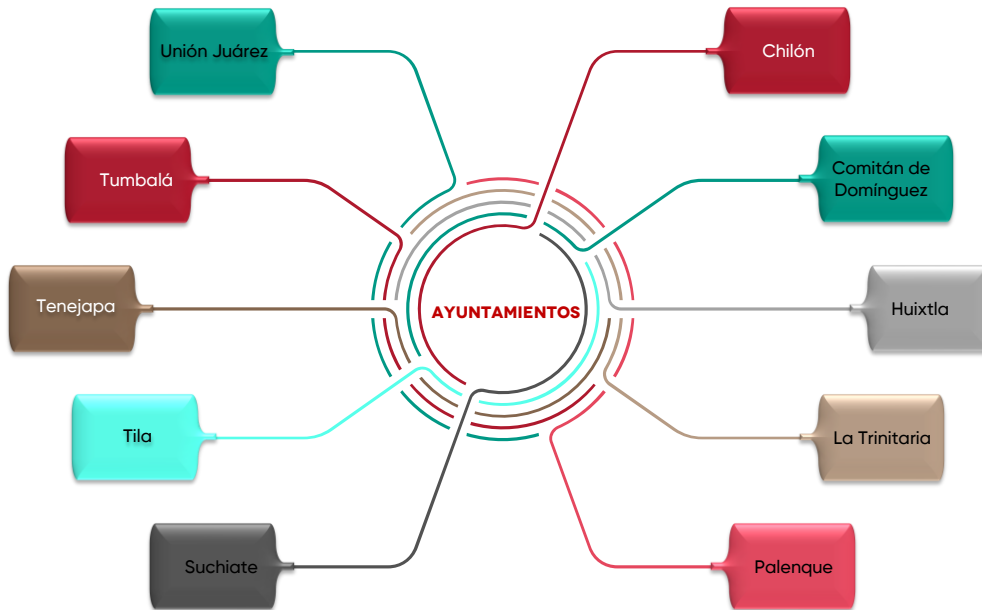 Unión Juárez
Chilón
Tumbalá
Comitán de
Domínguez
Tenejapa
AYUNTAMIENTOS
Huixtla
Tila
La Trinitaria
Suchiate
Palenque